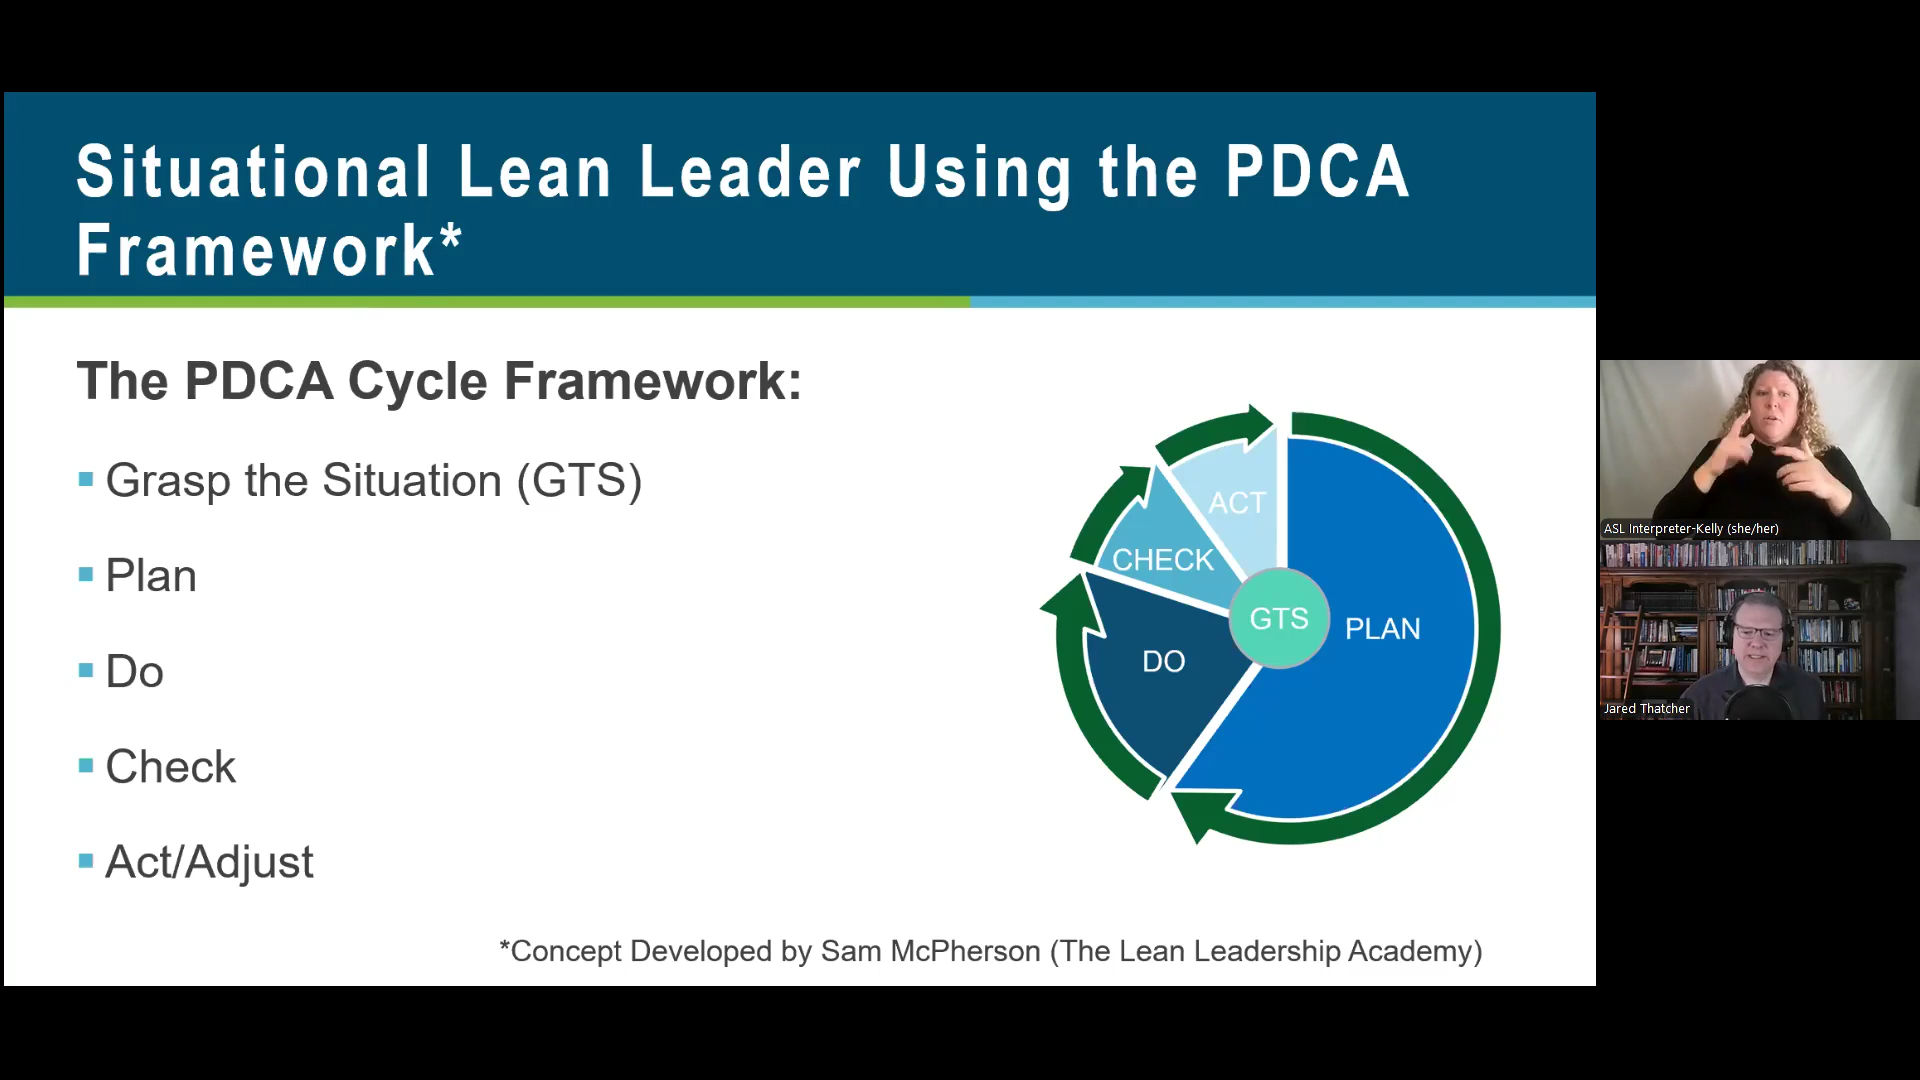 Situational Lean Leader Using the PDCA
Framework*
The PDCA Cycle Framework:
Grasp the Situation (GTS)
Plan
Do
Check
Act/Adjust
ACT
CHECK
GTS
PLAN
DO
*Concept Developed by Sam McPherson (The Lean Leadership Academy)
ASL Interpreter-Kelly (she/her)
Jared Thatcher